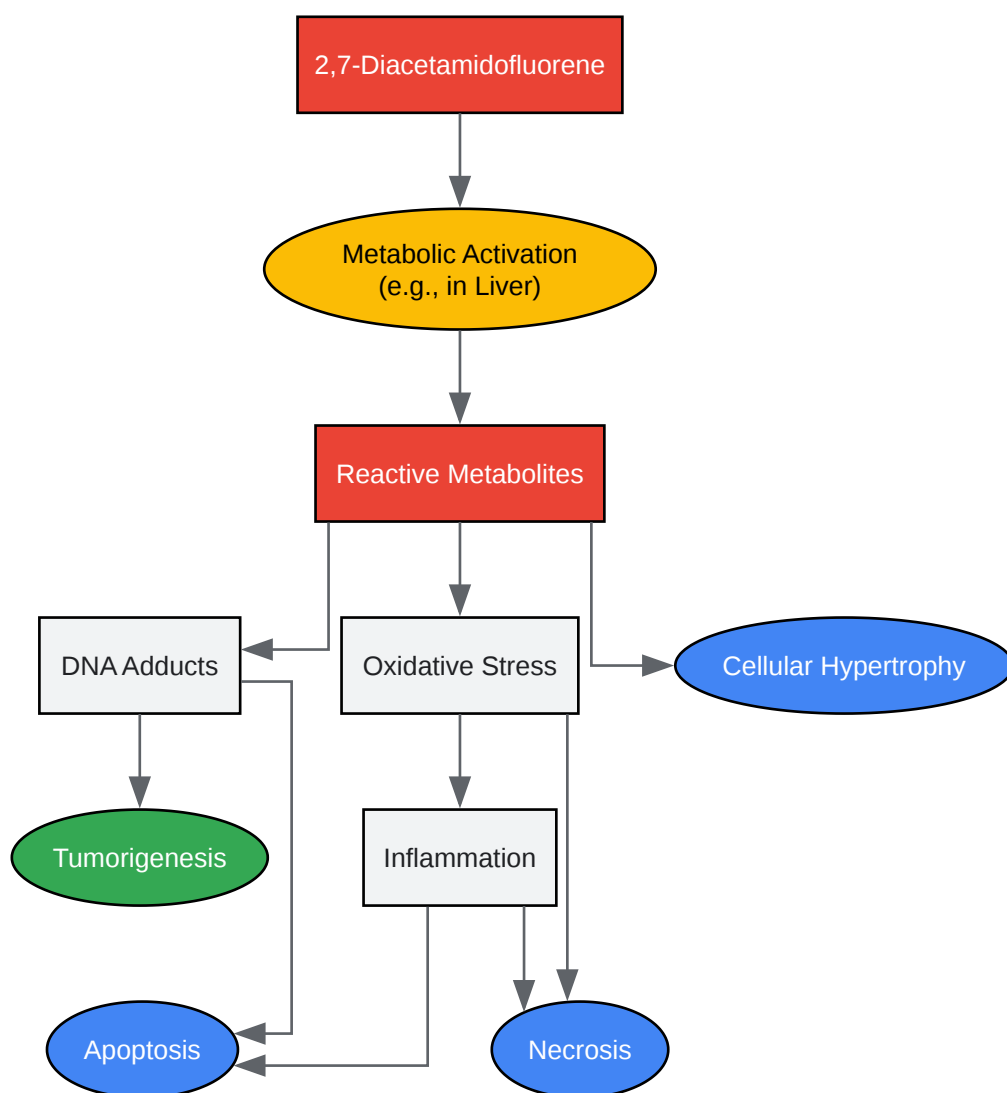 2,7-Diacetamidofluorene
Metabolic Activation
(e.g., in Liver)
Reactive Metabolites
DNA Adducts
Oxidative Stress
Cellular Hypertrophy
Tumorigenesis
Inflammation
Apoptosis
Necrosis